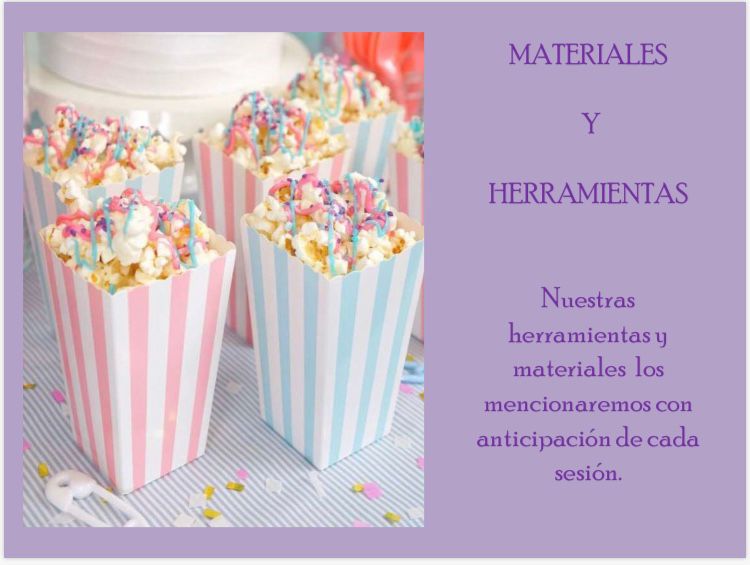 MATERIALES
Y
HERRAMIENTAS
Nuestras
herramientas y
materiales los
mencionaremos con
anticipación de cada
sesión.